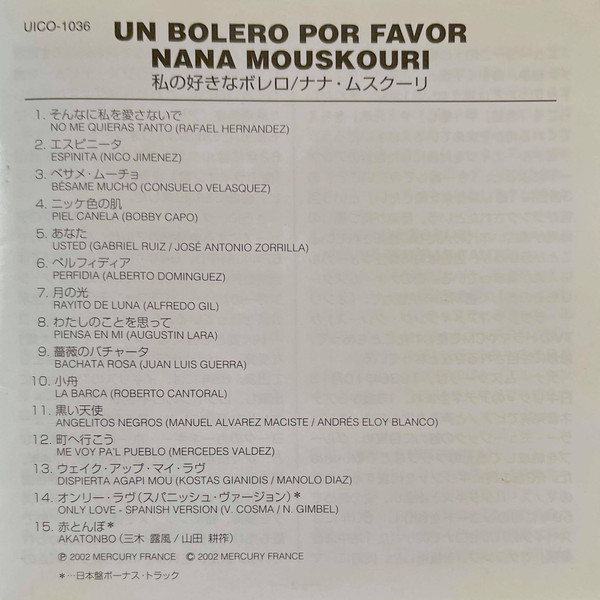 UICO-1036
UN BOLERO POR FAVOR
NANA MOUSKOURI
私の好きなボレロ/ナナ・ムスクーリ
1. そんなに私を愛さないで
NO ME QUIERAS TANTO (RAFAEL HERNANDEZ)
2. エスピニータ
ESPINITA (NICO JIMENEZ)
3. ベサメ・ムーチョ
BÉSAME MUCHO (CONSUELO VELASQUEZ)
4. ニッケ色の肌
PIEL CANELA (BOBBY CAPO)
5. あなた
USTED (GABRIEL RUIZ / JOSÉ ANTONIO ZORRILLA)
6. ペルフィディア
PERFIDIA (ALBERTO DOMINGUEZ)
7. 月の光
RAYITO DE LUNA (ALFREDO GIL)
8. わたしのことを思って
PIENSA EN MI (AUGUSTIN LARA)
9. 薔薇のバチャータ
BACHATA ROSA (JUAN LUIS GUERRA)
10. 小舟
LA BARCA (ROBERTO CANTORAL)
11. 黒い天使
ANGELITOS NEGROS (MANUEL ALVAREZ MACISTE / ANDRÉS ELOY BLANCO)
12. 町へ行こう
ME VOY PA'L PUEBLO (MERCEDES VALDEZ)
13. ウェイク・アップ・マイ・ラヴ
DISPIERTA AGAPI MOU (KOSTAS GIANIDIS / MANOLO DIAZ)
14. オンリー・ラヴ(スパニッシュ・ヴァージョン)*
ONLY LOVE - SPANISH VERSION (V. COSMA / N. GIMBEL)
15. 赤とんぼ*
AKATONBO (三木 露風 / 山田 耕筰)
℗ 2002 MERCURY FRANCE © 2002 MERCURY FRANCE
*…日本盤ボーナス・トラック